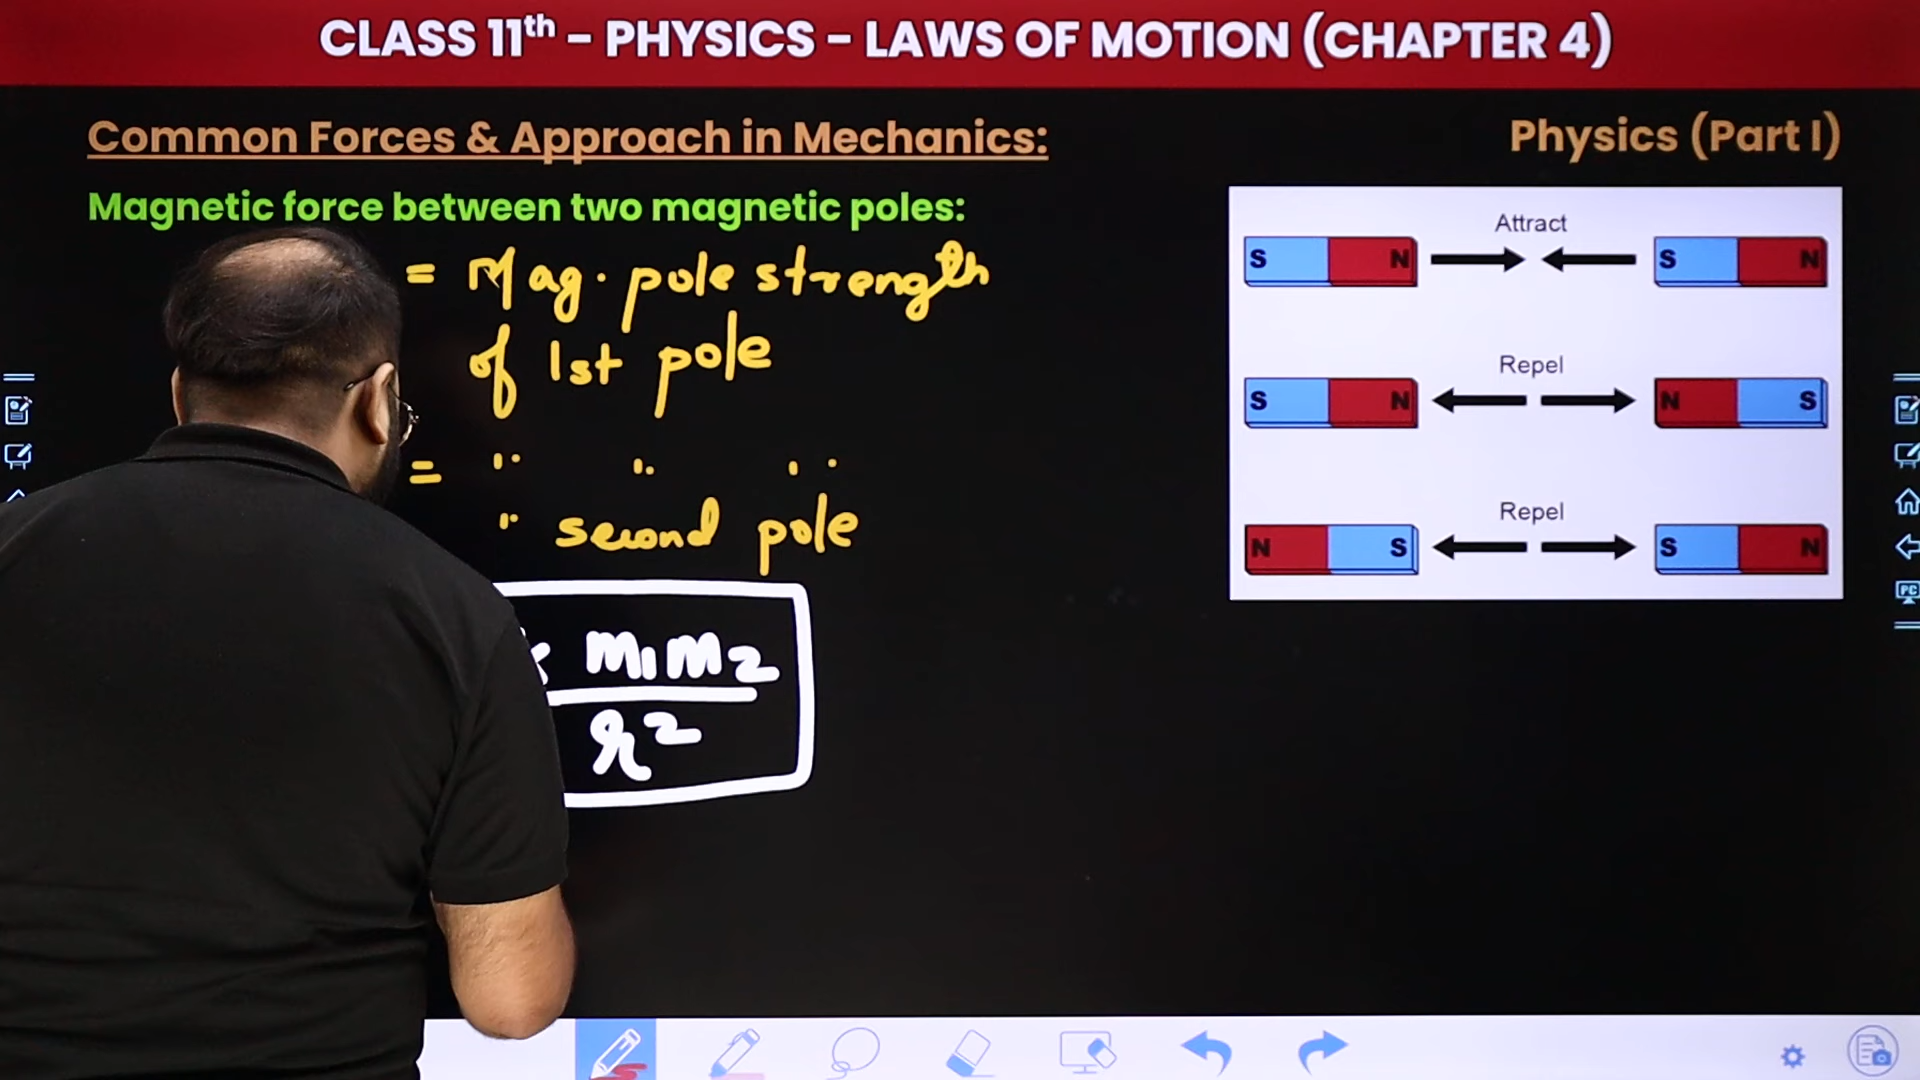 CLASS 11th - PHYSICS - LAWS OF MOTION (CHAPTER 4)
Common Forces & Approach in Mechanics:
Physics (Part I)
Magnetic force between two magnetic poles:
= Mag. pole strength
of 1st pole
= " " "
" second pole
m1m2
r2
Attract
S N S N
Repel
S N N S
Repel
N S S N
PC